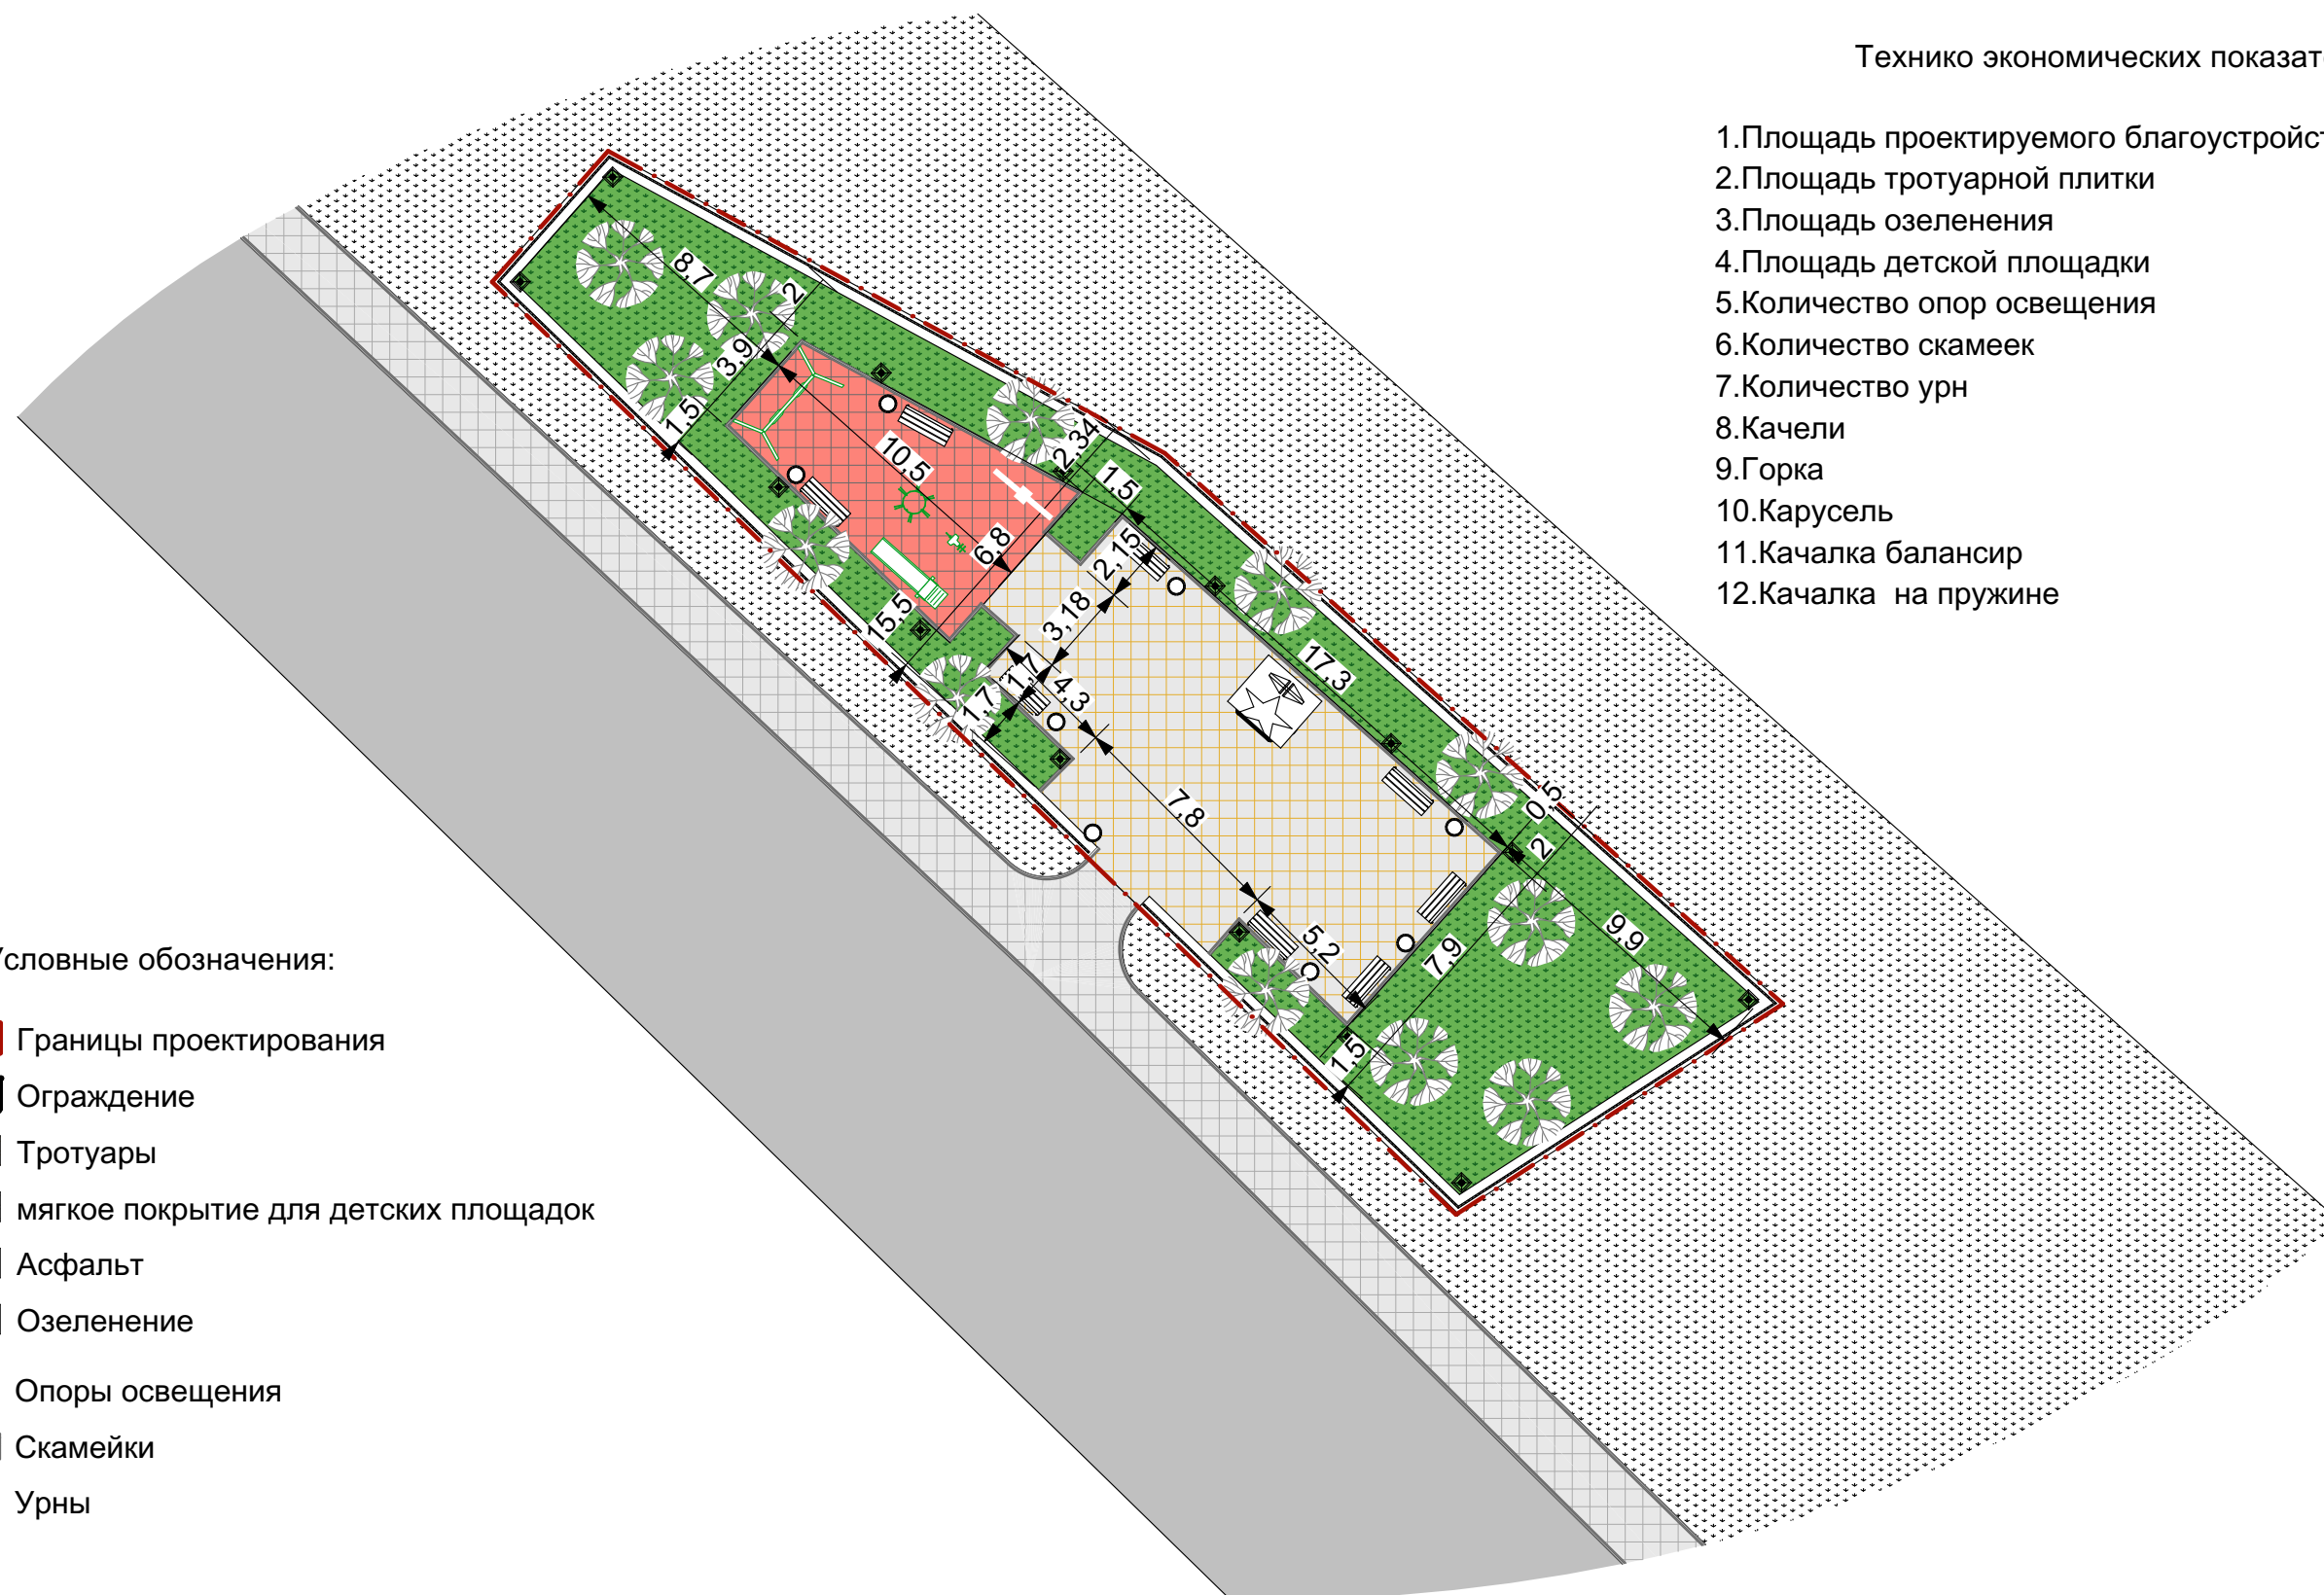 Технико экономических показат
1.Площадь проектируемого благоустройст
2.Площадь тротуарной плитки
3.Площадь озеленения
4.Площадь детской площадки
5.Количество опор освещения
6.Количество скамеек
7.Количество урн
8.Качели
9.Горка
10.Карусель
11.Качалка балансир
12.Качалка  на пружине
8,7
2
3,9
1,5
10,5
2,34
1,5
6,8
2,15
15,5
3,18
1,7
4,3
1,7
17,3
7,8
0,5
2
5,2
7,9
9,9
1,5
Условные обозначения:
Границы проектирования
Ограждение
Тротуары
мягкое покрытие для детских площадок
Асфальт
Озеленение
Опоры освещения
Скамейки
Урны